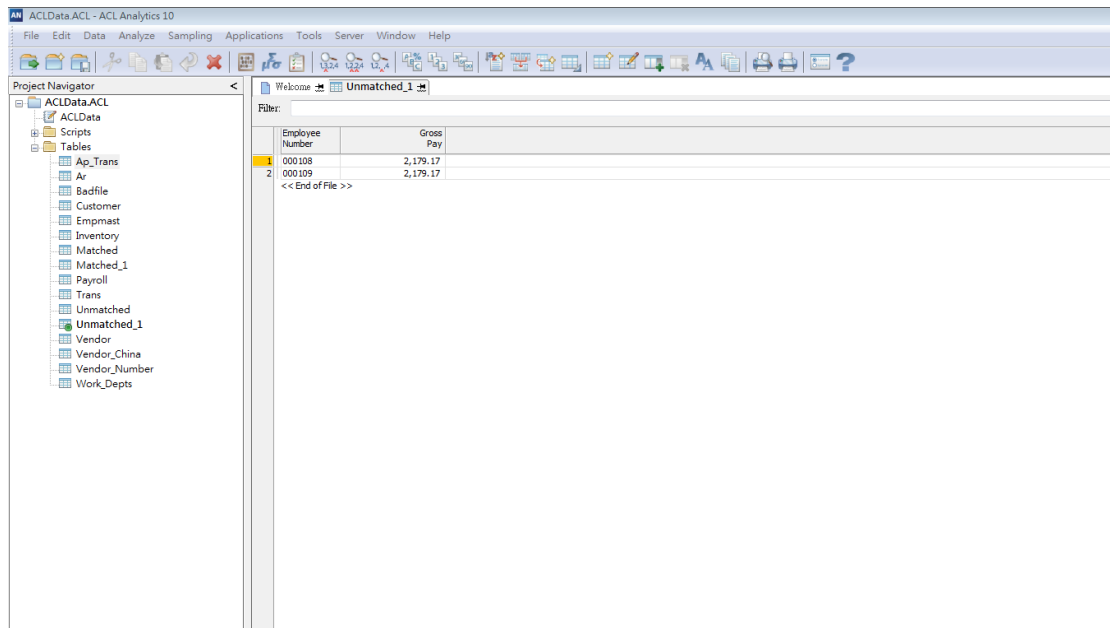 AN ACLData.ACL - ACL Analytics 10
File Edit Data Analyze Sampling Applications Tools Server Window Help
Project Navigator <
Welcome Unmatched_1
ACLData.ACL
Filter:
ACLData
Scripts
Tables
Employee Number Gross Pay
Ap_Trans
1 000108 2,179.17
Ar
2 000109 2,179.17
Badfile
<< End of File >>
Customer
Empmast
Inventory
Matched
Matched_1
Payroll
Trans
Unmatched
Unmatched_1
Vendor
Vendor_China
Vendor_Number
Work_Depts